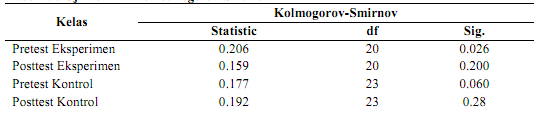 Kelas Kolmogorov-Smirnov
Statistic df Sig.
Pretest Eksperimen 0.206 20 0.026
Posttest Eksperimen 0.159 20 0.200
Pretest Kontrol 0.177 23 0.060
Posttest Kontrol 0.192 23 0.28